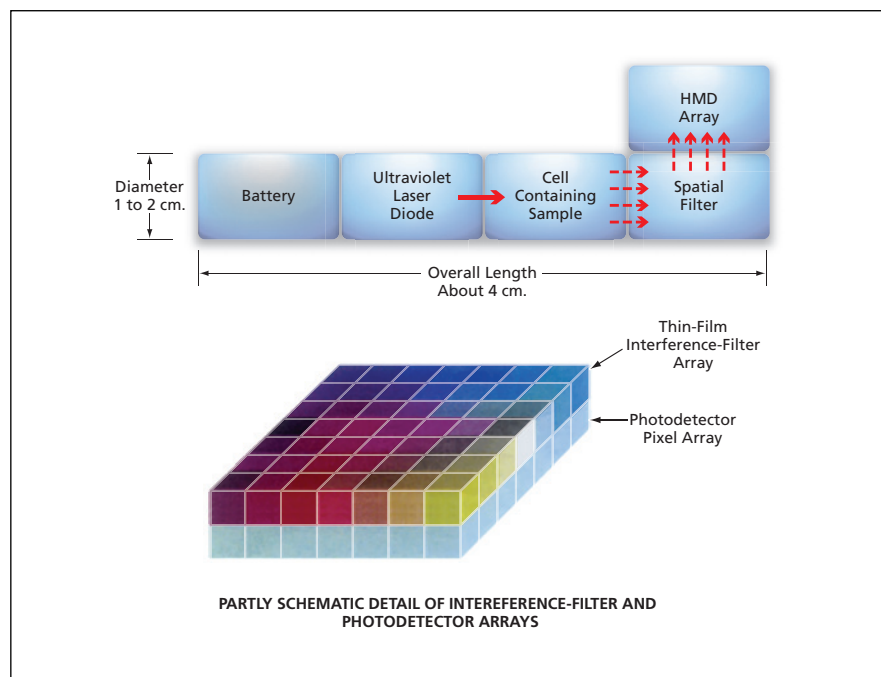 HMD
Array
Diameter
1 to 2 cm.
Battery
Ultraviolet
Laser
Diode
Cell
Containing
Sample
Spatial
Filter
Overall Length
About 4 cm.
Thin-Film
Interference-Filter
Array
Photodetector
Pixel Array
PARTLY SCHEMATIC DETAIL OF INTEREFERENCE-FILTER AND
PHOTODETECTOR ARRAYS